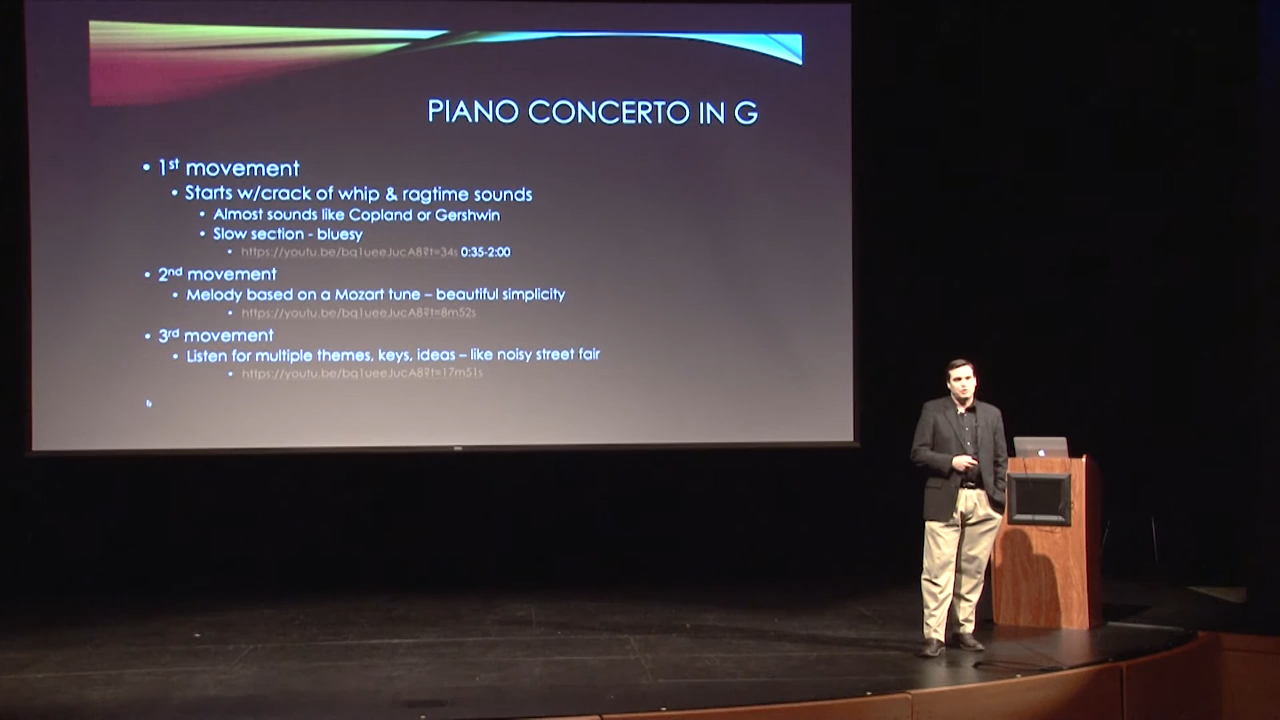 PIANO CONCERTO IN G
• 1st movement
• Starts w/crack of whip & ragtime sounds
• Almost sounds like Copland or Gershwin
• Slow section - bluesy
• https://youtu.be/bq1ueeJucA8?t=34s 0:35-2:00
• 2nd movement
• Melody based on a Mozart tune – beautiful simplicity
• https://youtu.be/bq1ueeJucA8?t=8m52s
• 3rd movement
• Listen for multiple themes, keys, ideas – like noisy street fair
• https://youtu.be/bq1ueeJucA8?t=17m51s